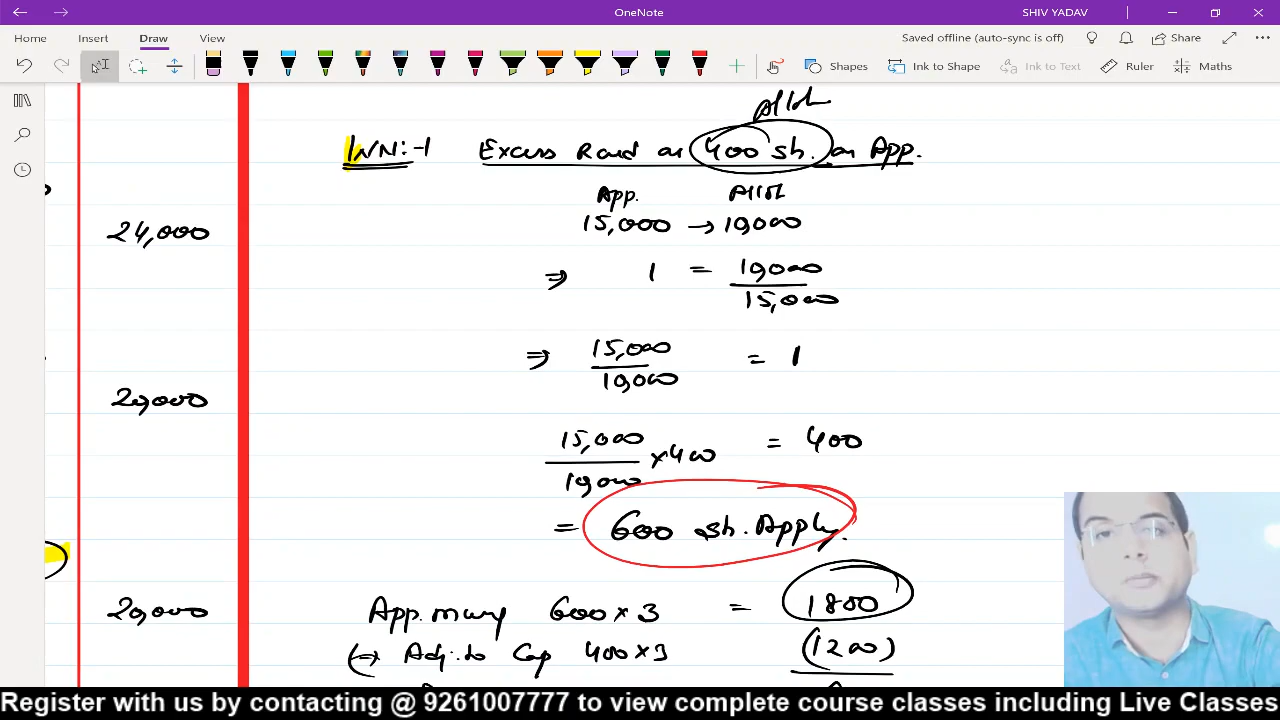 OneNote
SHIV YADAV
Home Insert Draw View
Saved offline (auto-sync is off)
Share
Shapes
Ink to Shape
Ink to Text
Ruler
Maths
Allot
WN:-1 Excess Recd on 400 sh. on App.
App. Allot
15,000 → 10,000
24,000
⇒ 1 = 10,000
15,000
⇒ 15,000 = 1
10,000
20,000
15,000 × 400 = 400
10,000
= 600 sh. Apply.
20,000
App. money 600 × 3 = 1800
(-) Adj. to Cap 400 × 3 (1200)
Register with us by contacting @ 9261007777 to view complete course classes including Live Classes